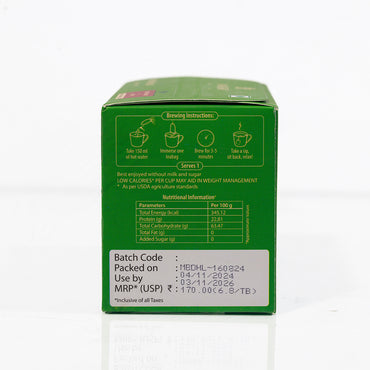 Brewing instructions:
Take 150 ml of hot water
Immerse one teabag
Brew for 3-5 minutes
Take a sip, sit back, relax!
Serves 1
Best enjoyed without milk and sugar
LOW CALORIES* PER CUP MAY AID IN WEIGHT MANAGEMENT
* As per USDA agriculture standards
Nutritional information*
Parameters Per 100 g
Total Energy (kcal) 345.12
Protein (g) 22.81
Total Carbohydrate (g) 63.47
Total Fat (g) 0
Added Sugar (g) 0
*Approximate values
Batch Code : MBDHL-160824
Packed on : 04/11/2024
Use by : 03/11/2026
MRP* (USP) ₹ : 170.00(6.8/TB)
*Inclusive of all Taxes